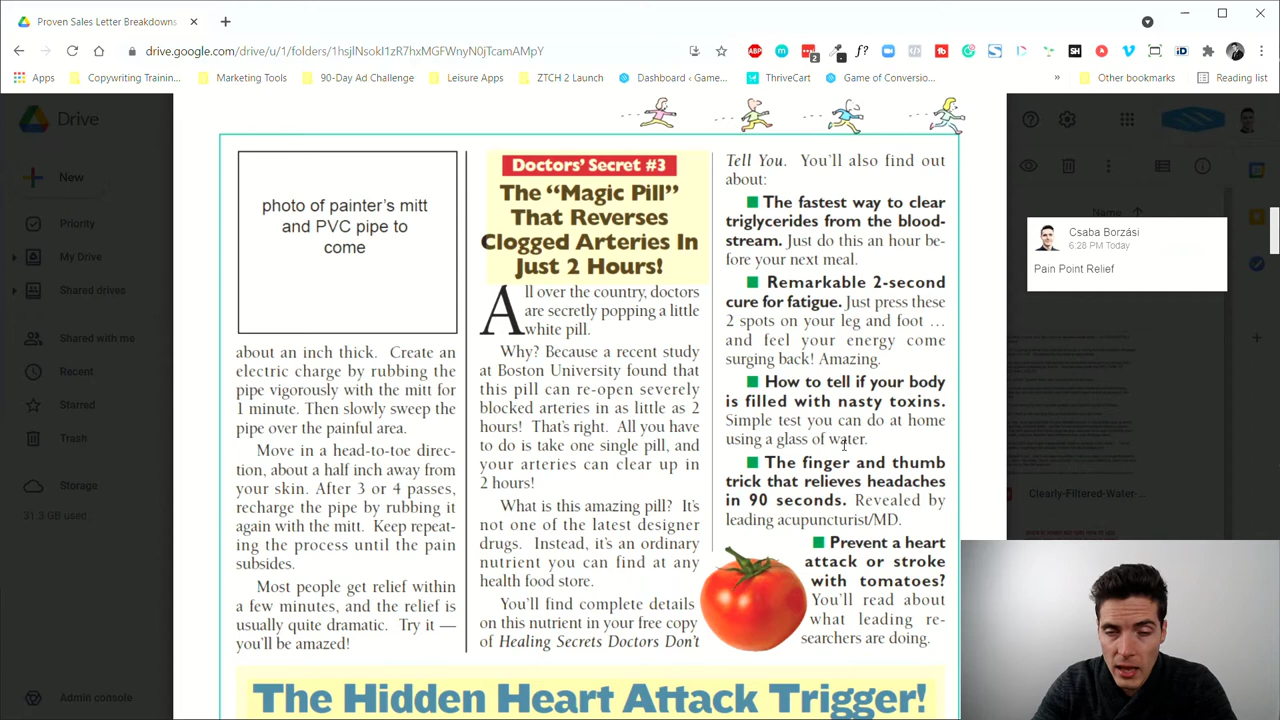 Proven Sales Letter Breakdowns
drive.google.com/drive/u/1/folders/1hsjlNsokI1zR7hxMGFWnyN0jTcamAMpY
Apps
Copywriting Trainin...
Marketing Tools
90-Day Ad Challenge
Leisure Apps
ZTCH 2 Launch
Dashboard ‹ Game...
ThriveCart
Game of Conversio...
Other bookmarks
Reading list
Drive
New
Priority
My Drive
Shared drives
Shared with me
Recent
Starred
Trash
Storage
31.3 GB used
Admin console
photo of painter's mitt
and PVC pipe to
come
about an inch thick. Create an
electric charge by rubbing the
pipe vigorously with the mitt for
1 minute. Then slowly sweep the
pipe over the painful area.
Move in a head-to-toe direc-
tion, about a half inch away from
your skin. After 3 or 4 passes,
recharge the pipe by rubbing it
again with the mitt. Keep repeat-
ing the process until the pain
subsides.
Most people get relief within
a few minutes, and the relief is
usually quite dramatic. Try it —
you'll be amazed!
Doctors' Secret #3
The "Magic Pill"
That Reverses
Clogged Arteries In
Just 2 Hours!
All over the country, doctors
are secretly popping a little
white pill.
Why? Because a recent study
at Boston University found that
this pill can re-open severely
blocked arteries in as little as 2
hours! That's right. All you have
to do is take one single pill, and
your arteries can clear up in
2 hours!
What is this amazing pill? It's
not one of the latest designer
drugs. Instead, it's an ordinary
nutrient you can find at any
health food store.
You'll find complete details
on this nutrient in your free copy
of Healing Secrets Doctors Don't
Tell You. You'll also find out
about:
The fastest way to clear
triglycerides from the blood-
stream. Just do this an hour be-
fore your next meal.
Remarkable 2-second
cure for fatigue. Just press these
2 spots on your leg and foot …
and feel your energy come
surging back! Amazing.
How to tell if your body
is filled with nasty toxins.
Simple test you can do at home
using a glass of water.
The finger and thumb
trick that relieves headaches
in 90 seconds. Revealed by
leading acupuncturist/MD.
Prevent a heart
attack or stroke
with tomatoes?
You'll read about
what leading re-
searchers are doing.
The Hidden Heart Attack Trigger!
Name
Csaba Borzási
6:28 PM Today
Pain Point Relief
Clearly-Filtered-Water-...